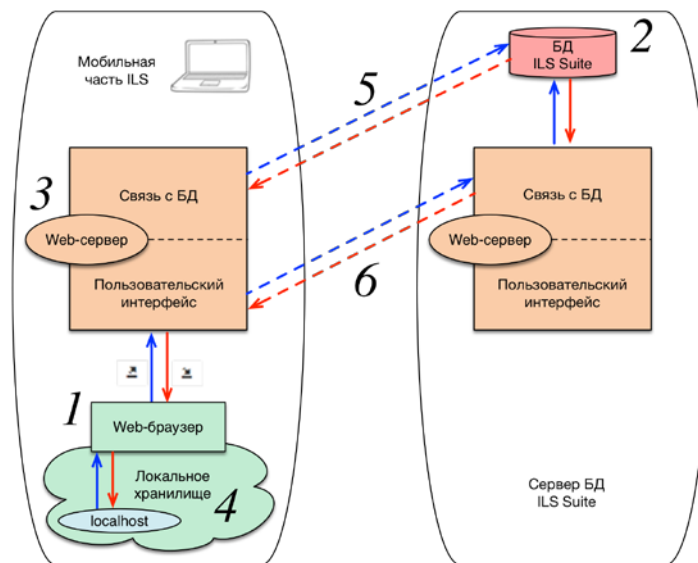 Мобильная
часть ILS
5
БД
ILS Suite
2
3
Связь с БД
Web-сервер
Пользовательский
интерфейс
6
Связь с БД
Web-сервер
Пользовательский
интерфейс
1
Web-браузер
Локальное
хранилище
4
localhost
Сервер БД
ILS Suite